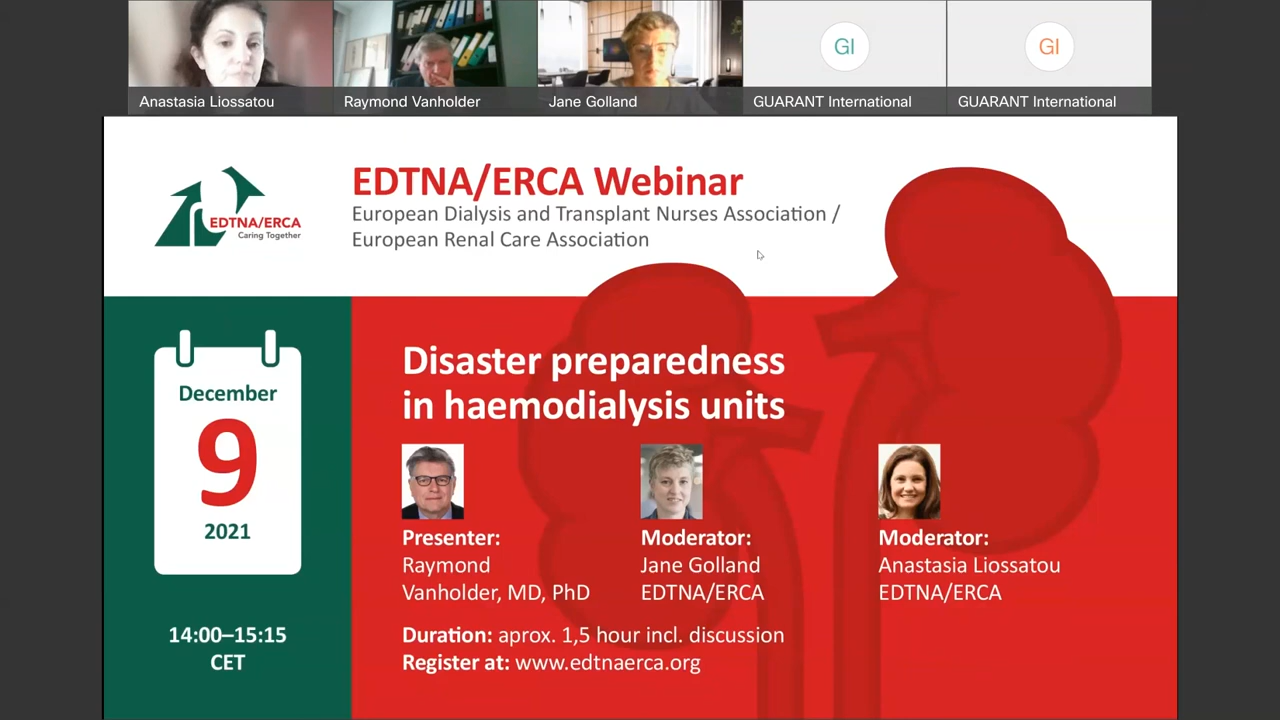 Anastasia Liossatou
Raymond Vanholder
Jane Golland
GI
GUARANT International
GI
GUARANT International
EDTNA/ERCA
Caring Together
EDTNA/ERCA Webinar
European Dialysis and Transplant Nurses Association /
European Renal Care Association
December
9
2021
14:00–15:15
CET
Disaster preparedness
in haemodialysis units
Presenter:
Raymond
Vanholder, MD, PhD
Moderator:
Jane Golland
EDTNA/ERCA
Moderator:
Anastasia Liossatou
EDTNA/ERCA
Duration: aprox. 1,5 hour incl. discussion
Register at: www.edtnaerca.org